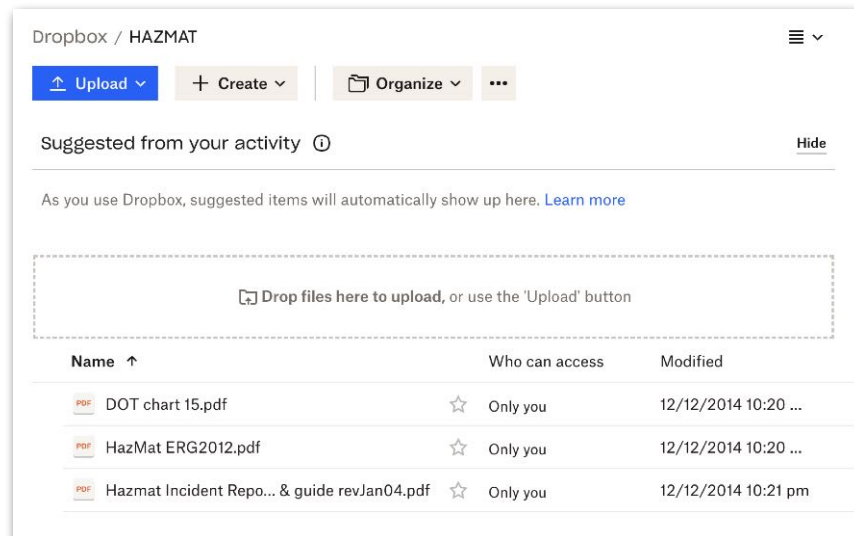 Dropbox / HAZMAT
Upload + Create Organize ...
Suggested from your activity Hide
As you use Dropbox, suggested items will automatically show up here. Learn more
Drop files here to upload, or use the 'Upload' button
Name ↑ Who can access Modified
PDF DOT chart 15.pdf Only you 12/12/2014 10:20 ...
PDF HazMat ERG2012.pdf Only you 12/12/2014 10:20 ...
PDF Hazmat Incident Repo... & guide revJan04.pdf Only you 12/12/2014 10:21 pm